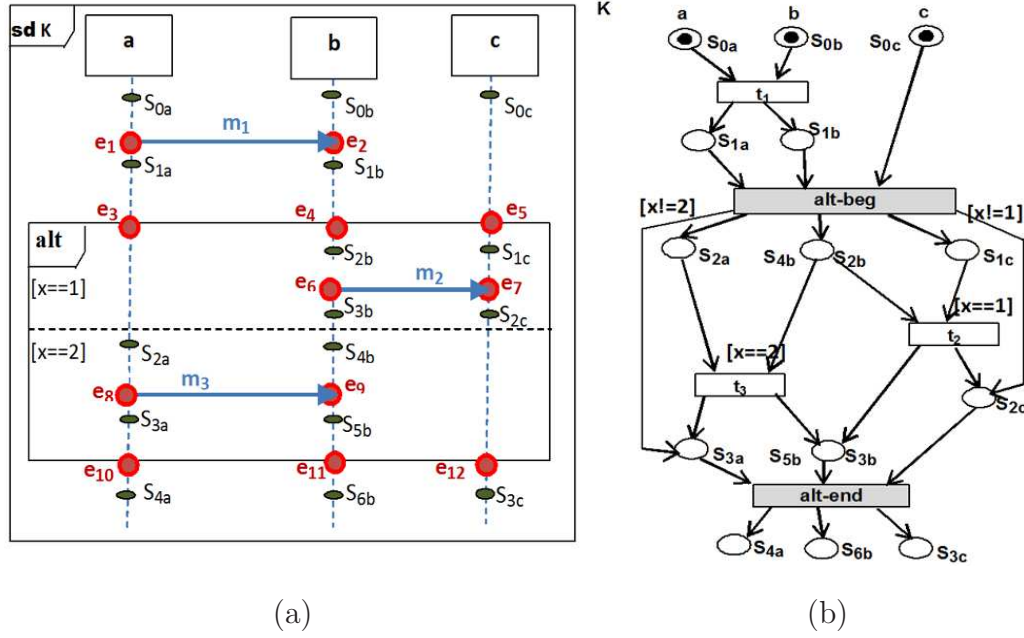 sd K
a
b
c
S0a
S0b
S0c
e1
m1
e2
S1a
S1b
e3
e4
e5
alt
S2b
S1c
[x==1]
e6
m2
e7
S3b
S2c
[x==2]
S2a
S4b
e8
m3
e9
S3a
S5b
e10
e11
e12
S4a
S6b
S3c
(a)
K
a
b
c
S0a
S0b
S0c
t1
S1a
S1b
alt-beg
[x!=2]
[x!=1]
S2a
S4b
S2b
S1c
[x==1]
t2
[x==2]
t3
S2c
S3a
S5b
S3b
alt-end
S4a
S6b
S3c
(b)